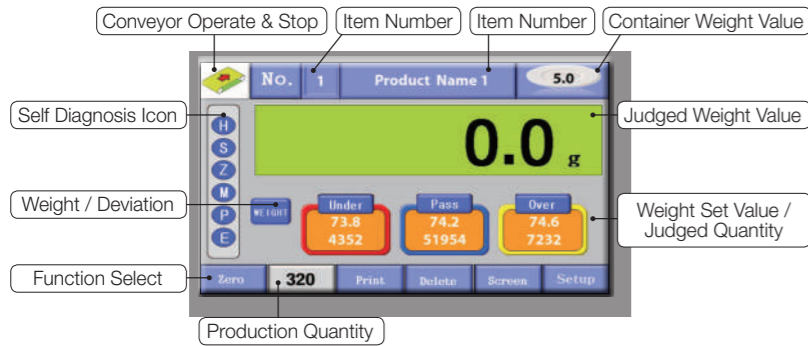 Conveyor Operate & Stop
Item Number
Item Number
Container Weight Value
No. 1 Product Name 1 5.0
Self Diagnosis Icon
Judged Weight Value
H
S
Z
M
P
E
0.0 g
Weight / Deviation
WEIGHT
Under
73.8
4352
Pass
74.2
51954
Over
74.6
7232
Weight Set Value /
Judged Quantity
Function Select
Zero 320 Print Delete Screen Setup
Production Quantity